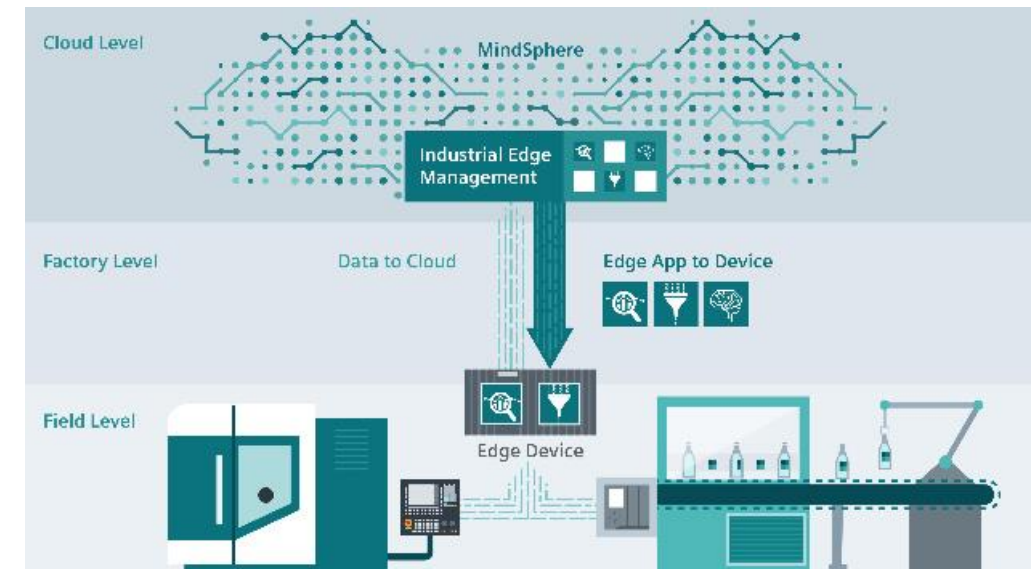 Cloud Level
MindSphere
Industrial Edge
Management
Factory Level
Data to Cloud
Edge App to Device
Field Level
Edge Device